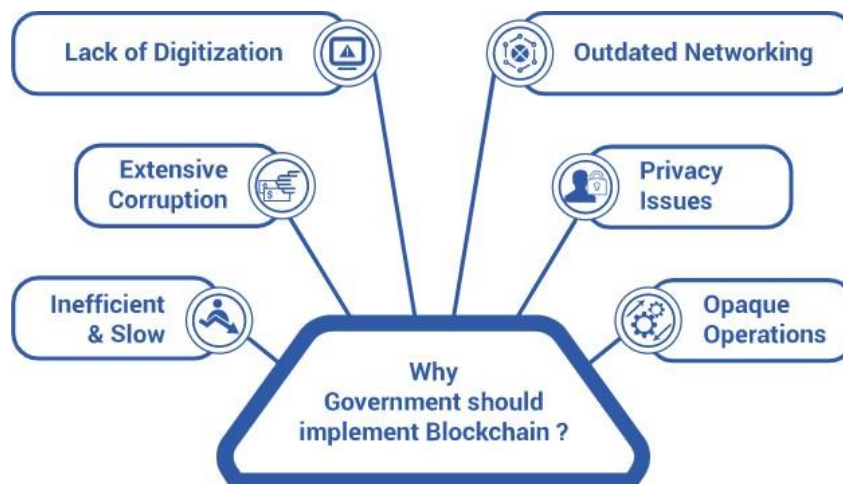 Lack of Digitization
Outdated Networking
Extensive
Corruption
Privacy
Issues
Inefficient
& Slow
Opaque
Operations
Why
Government should
implement Blockchain ?